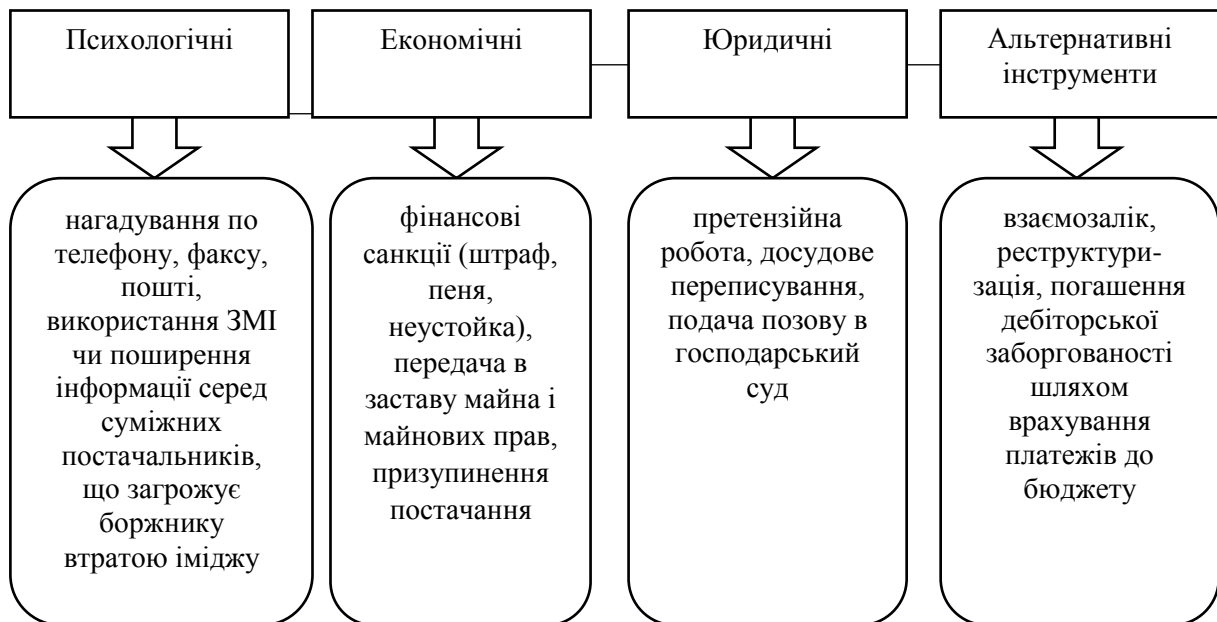 Психологічні
Економічні
Юридичні
Альтернативні
інструменти
нагадування по
телефону, факсу,
пошті,
використання ЗМІ
чи поширення
інформації серед
суміжних
постачальників,
що загрожує
боржнику
втратою іміджу
фінансові
санкції (штраф,
пеня,
неустойка),
передача в
заставу майна і
майнових прав,
призупинення
постачання
претензійна
робота, досудове
переписування,
подача позову в
господарський
суд
взаємозалік,
реструктури-
зація, погашення
дебіторської
заборгованості
шляхом
врахування
платежів до
бюджету